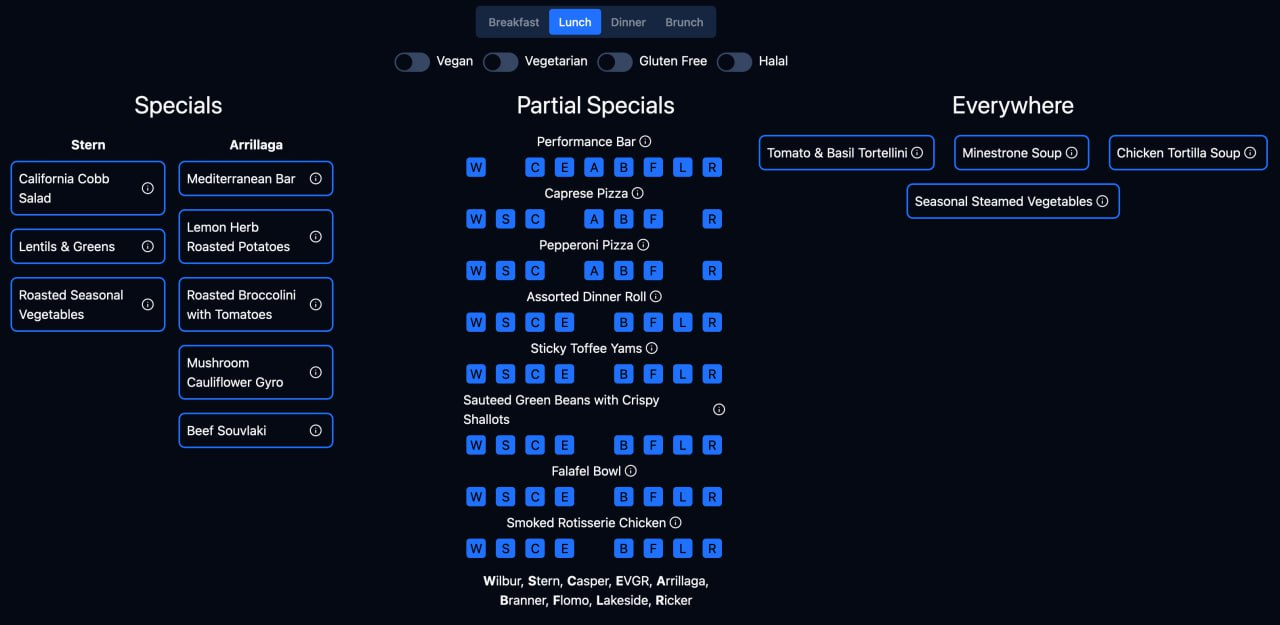 Breakfast Lunch Dinner Brunch
Vegan Vegetarian Gluten Free Halal
Specials
Stern
California Cobb
Salad
Lentils & Greens
Roasted Seasonal
Vegetables
Arrillaga
Mediterranean Bar
Lemon Herb
Roasted Potatoes
Roasted Broccolini
with Tomatoes
Mushroom
Cauliflower Gyro
Beef Souvlaki
Partial Specials
Performance Bar
W C E A B F L R
Caprese Pizza
W S C A B F R
Pepperoni Pizza
W S C A B F R
Assorted Dinner Roll
W S C E B F L R
Sticky Toffee Yams
W S C E B F L R
Sauteed Green Beans with Crispy
Shallots
W S C E B F L R
Falafel Bowl
W S C E B F L R
Smoked Rotisserie Chicken
W S C E B F L R
Wilbur, Stern, Casper, EVGR, Arrillaga,
Branner, Flomo, Lakeside, Ricker
Everywhere
Tomato & Basil Tortellini
Minestrone Soup
Chicken Tortilla Soup
Seasonal Steamed Vegetables